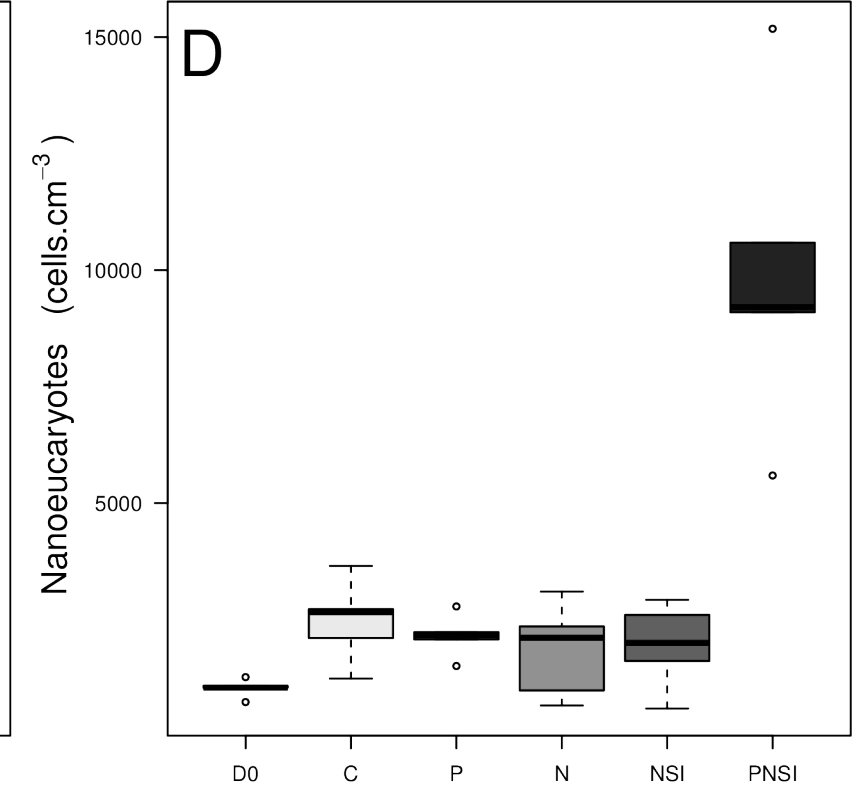 D
15000
10000
5000
Nanoeucaryotes (cells.cm⁻³)
D0 C P N NSI PNSI